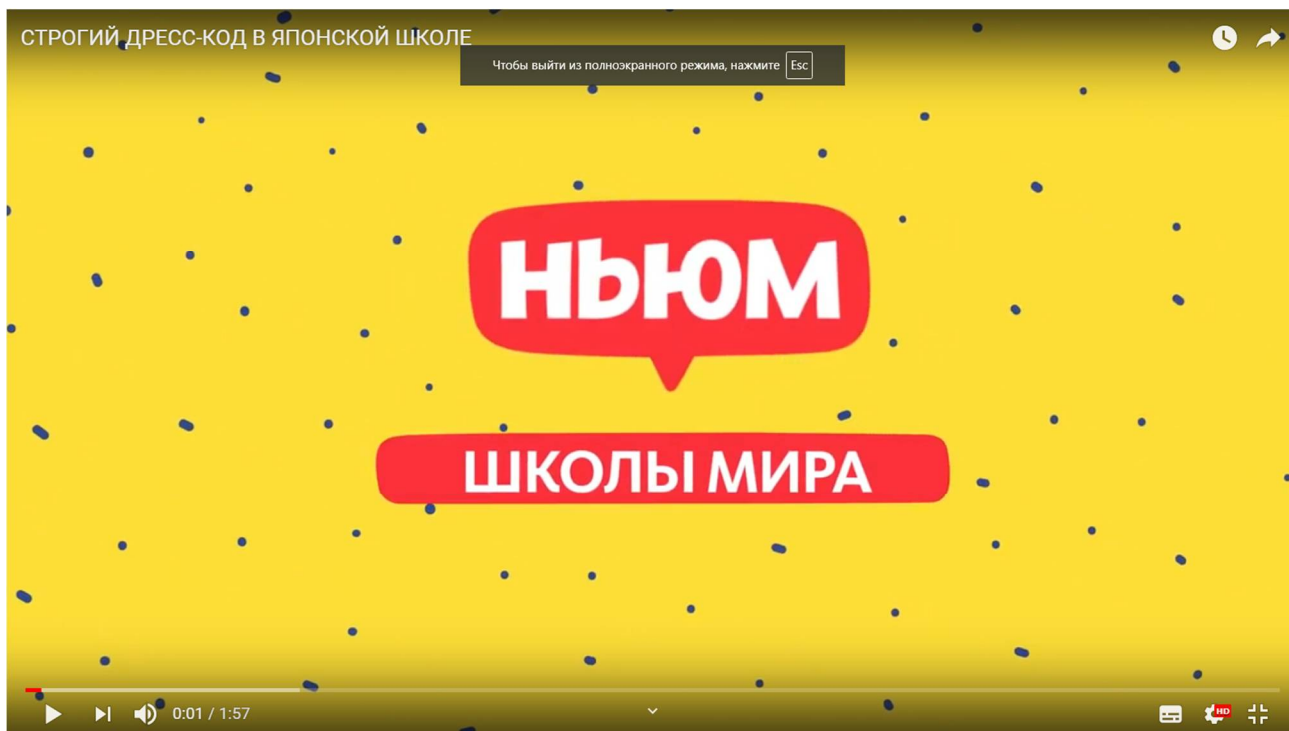 СТРОГИЙ ДРЕСС-КОД В ЯПОНСКОЙ ШКОЛЕ
Чтобы выйти из полноэкранного режима, нажмите Esc
НЬЮМ
ШКОЛЫ МИРА
0:01 / 1:57
HD